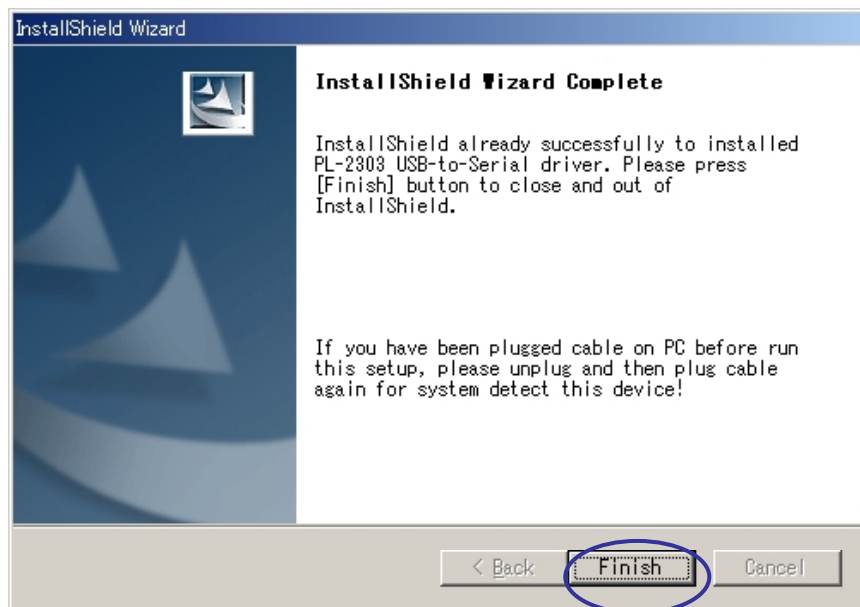 InstallShield Wizard
InstallShield Wizard Complete
InstallShield already successfully to installed
PL-2303 USB-to-Serial driver. Please press
[Finish] button to close and out of
InstallShield.
If you have been plugged cable on PC before run
this setup, please unplug and then plug cable
again for system detect this device!
< Back
Finish
Cancel